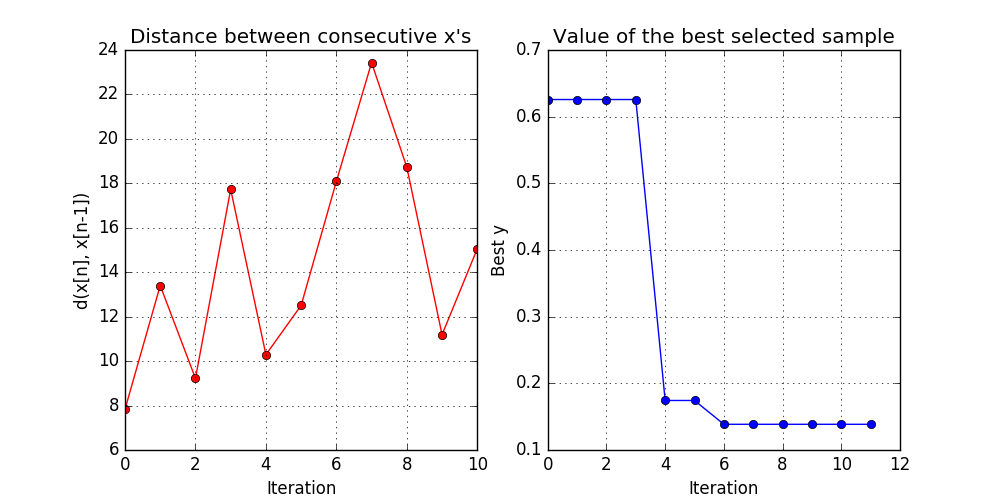 Distance between consecutive x's
24
22
20
18
16
14
12
10
8
6
d(x[n], x[n-1])
0 2 4 6 8 10
Iteration
Value of the best selected sample
0.7
0.6
0.5
0.4
0.3
0.2
0.1
Best y
0 2 4 6 8 10 12
Iteration